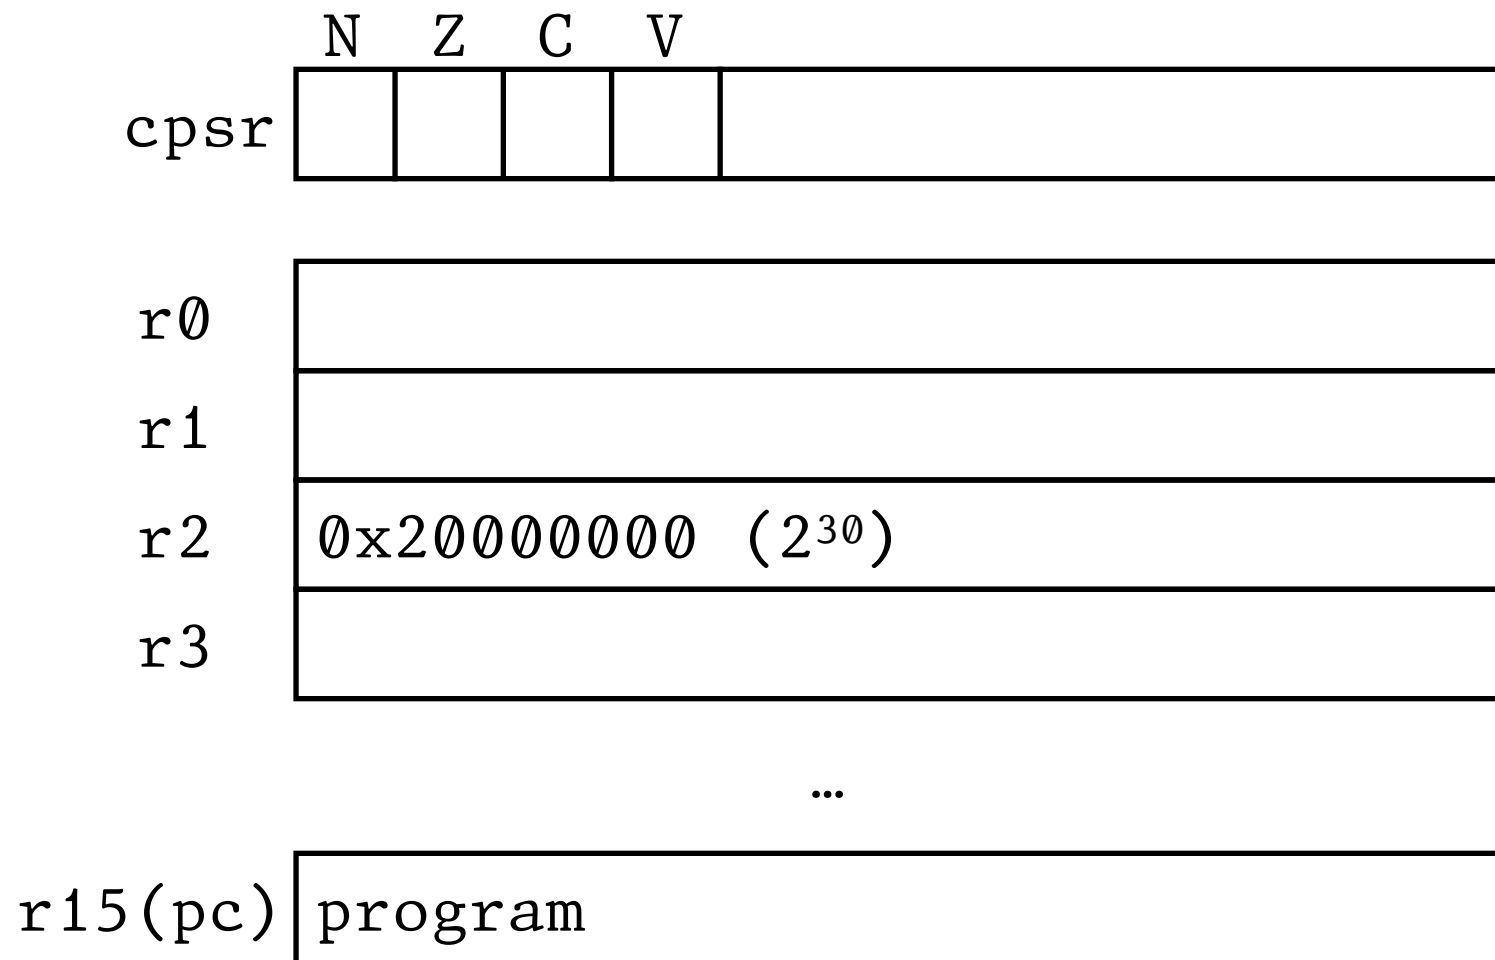 N Z C V
cpsr
r0
r1
r2 0x20000000 (2³⁰)
r3
…
r15(pc) program